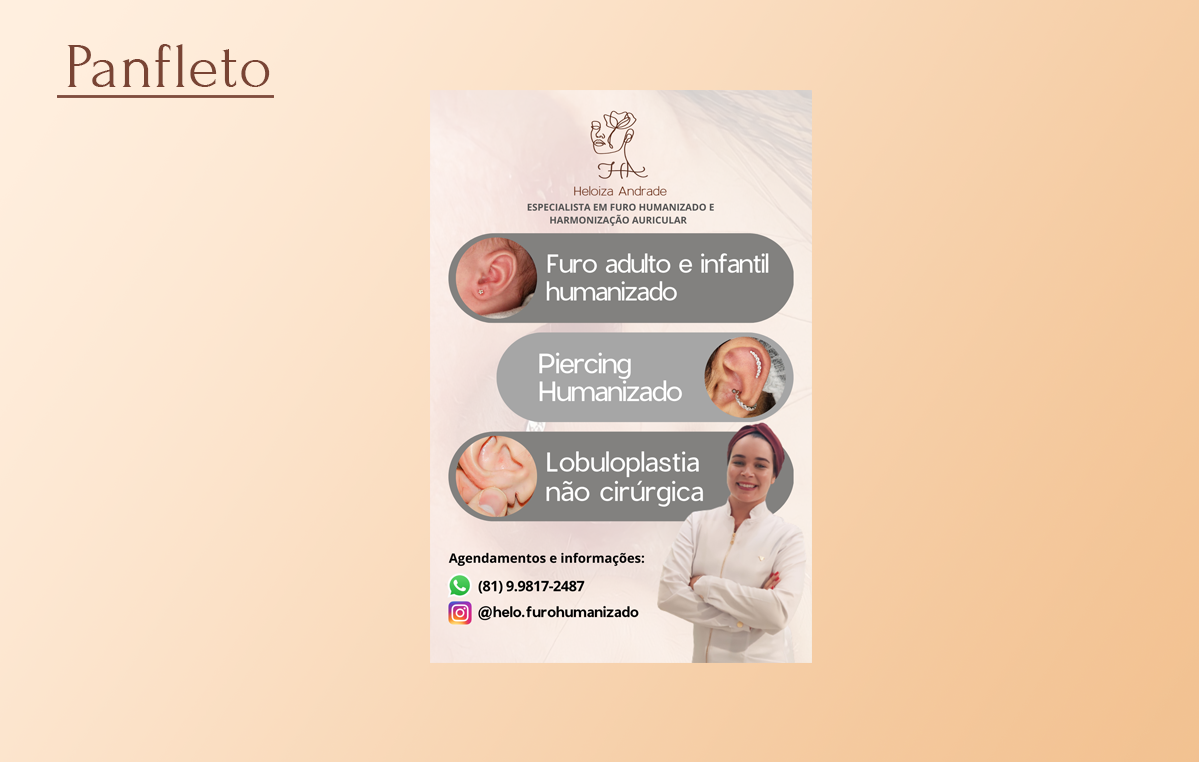 Panfleto
HA
Heloiza Andrade
ESPECIALISTA EM FURO HUMANIZADO E
HARMONIZAÇÃO AURICULAR
Furo adulto e infantil
humanizado
Piercing
Humanizado
Lobuloplastia
não cirúrgica
Agendamentos e informações:
(81) 9.9817-2487
@helo.furohumanizado